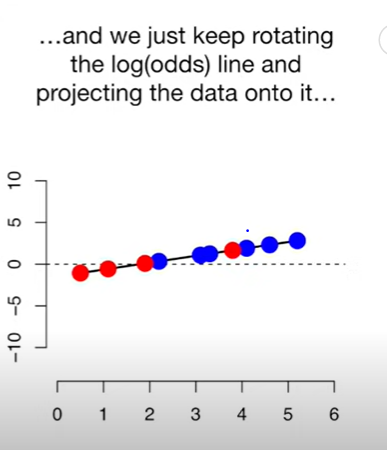 ...and we just keep rotating
the log(odds) line and
projecting the data onto it...
10
5
0
−5
−10
0 1 2 3 4 5 6